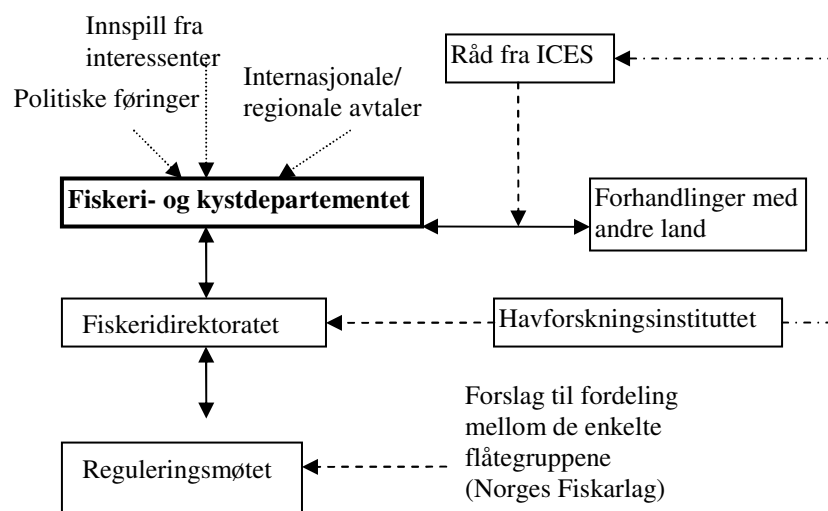 Innspill fra
interessenter
Politiske føringer
Internasjonale/
regionale avtaler
Råd fra ICES
Fiskeri- og kystdepartementet
Forhandlinger med
andre land
Fiskeridirektoratet
Havforskningsinstituttet
Reguleringsmøtet
Forslag til fordeling
mellom de enkelte
flåtegruppene
(Norges Fiskarlag)